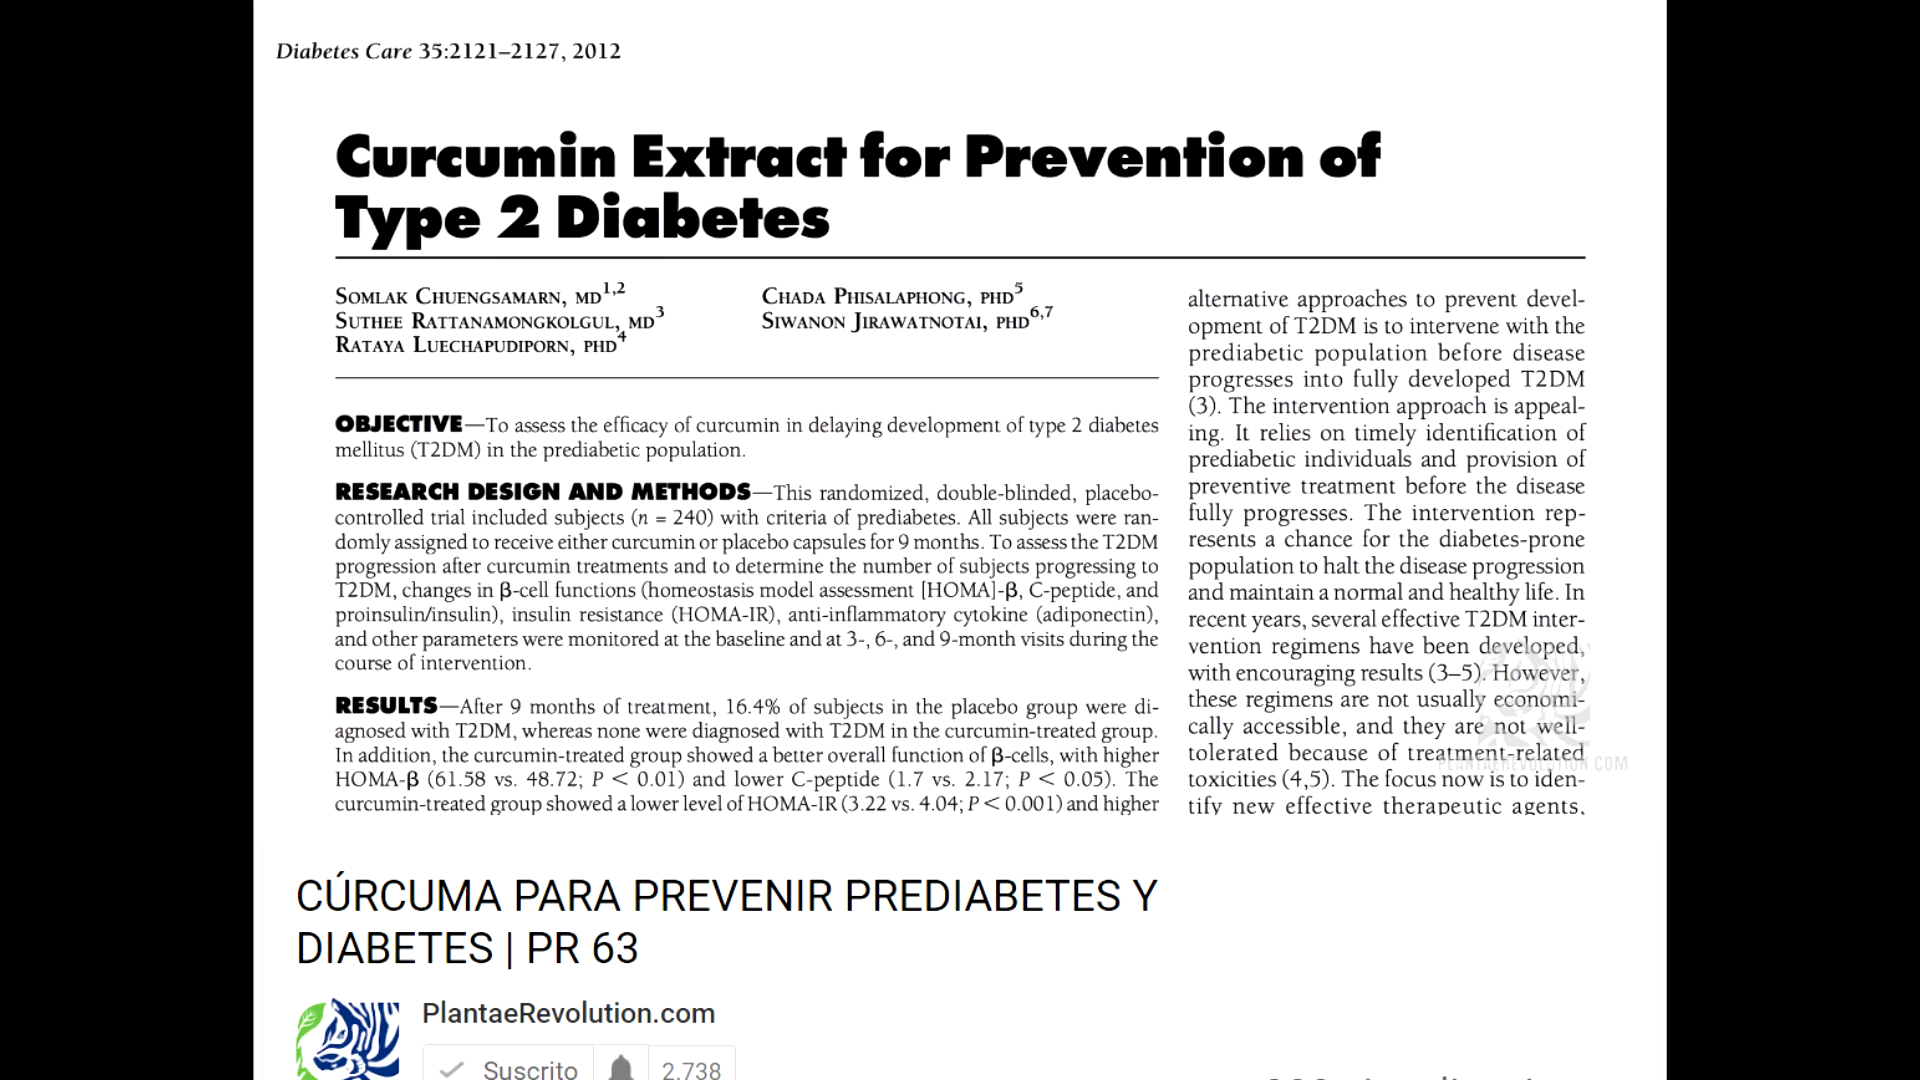 Diabetes Care 35:2121–2127, 2012
Curcumin Extract for Prevention of
Type 2 Diabetes
SOMLAK CHUENGSAMARN, MD1,2
SUTHEE RATTANAMONGKOLGUL, MD3
RATAYA LUECHAPUDIPORN, PHD4
CHADA PHISALAPHONG, PHD5
SIWANON JIRAWATNOTAI, PHD6,7
OBJECTIVE—To assess the efficacy of curcumin in delaying development of type 2 diabetes
mellitus (T2DM) in the prediabetic population.
RESEARCH DESIGN AND METHODS—This randomized, double-blinded, placebo-
controlled trial included subjects (n = 240) with criteria of prediabetes. All subjects were ran-
domly assigned to receive either curcumin or placebo capsules for 9 months. To assess the T2DM
progression after curcumin treatments and to determine the number of subjects progressing to
T2DM, changes in β-cell functions (homeostasis model assessment [HOMA]-β, C-peptide, and
proinsulin/insulin), insulin resistance (HOMA-IR), anti-inflammatory cytokine (adiponectin),
and other parameters were monitored at the baseline and at 3-, 6-, and 9-month visits during the
course of intervention.
RESULTS—After 9 months of treatment, 16.4% of subjects in the placebo group were di-
agnosed with T2DM, whereas none were diagnosed with T2DM in the curcumin-treated group.
In addition, the curcumin-treated group showed a better overall function of β-cells, with higher
HOMA-β (61.58 vs. 48.72; P < 0.01) and lower C-peptide (1.7 vs. 2.17; P < 0.05). The
curcumin-treated group showed a lower level of HOMA-IR (3.22 vs. 4.04; P < 0.001) and higher
alternative approaches to prevent devel-
opment of T2DM is to intervene with the
prediabetic population before disease
progresses into fully developed T2DM
(3). The intervention approach is appeal-
ing. It relies on timely identification of
prediabetic individuals and provision of
preventive treatment before the disease
fully progresses. The intervention rep-
resents a chance for the diabetes-prone
population to halt the disease progression
and maintain a normal and healthy life. In
recent years, several effective T2DM inter-
vention regimens have been developed,
with encouraging results (3–5). However,
these regimens are not usually economi-
cally accessible, and they are not well-
tolerated because of treatment-related
toxicities (4,5). The focus now is to iden-
tify new effective therapeutic agents,
PLANTAEREVOLUTION.COM
CÚRCUMA PARA PREVENIR PREDIABETES Y
DIABETES | PR 63
PlantaeRevolution.com
Suscrito 2.738